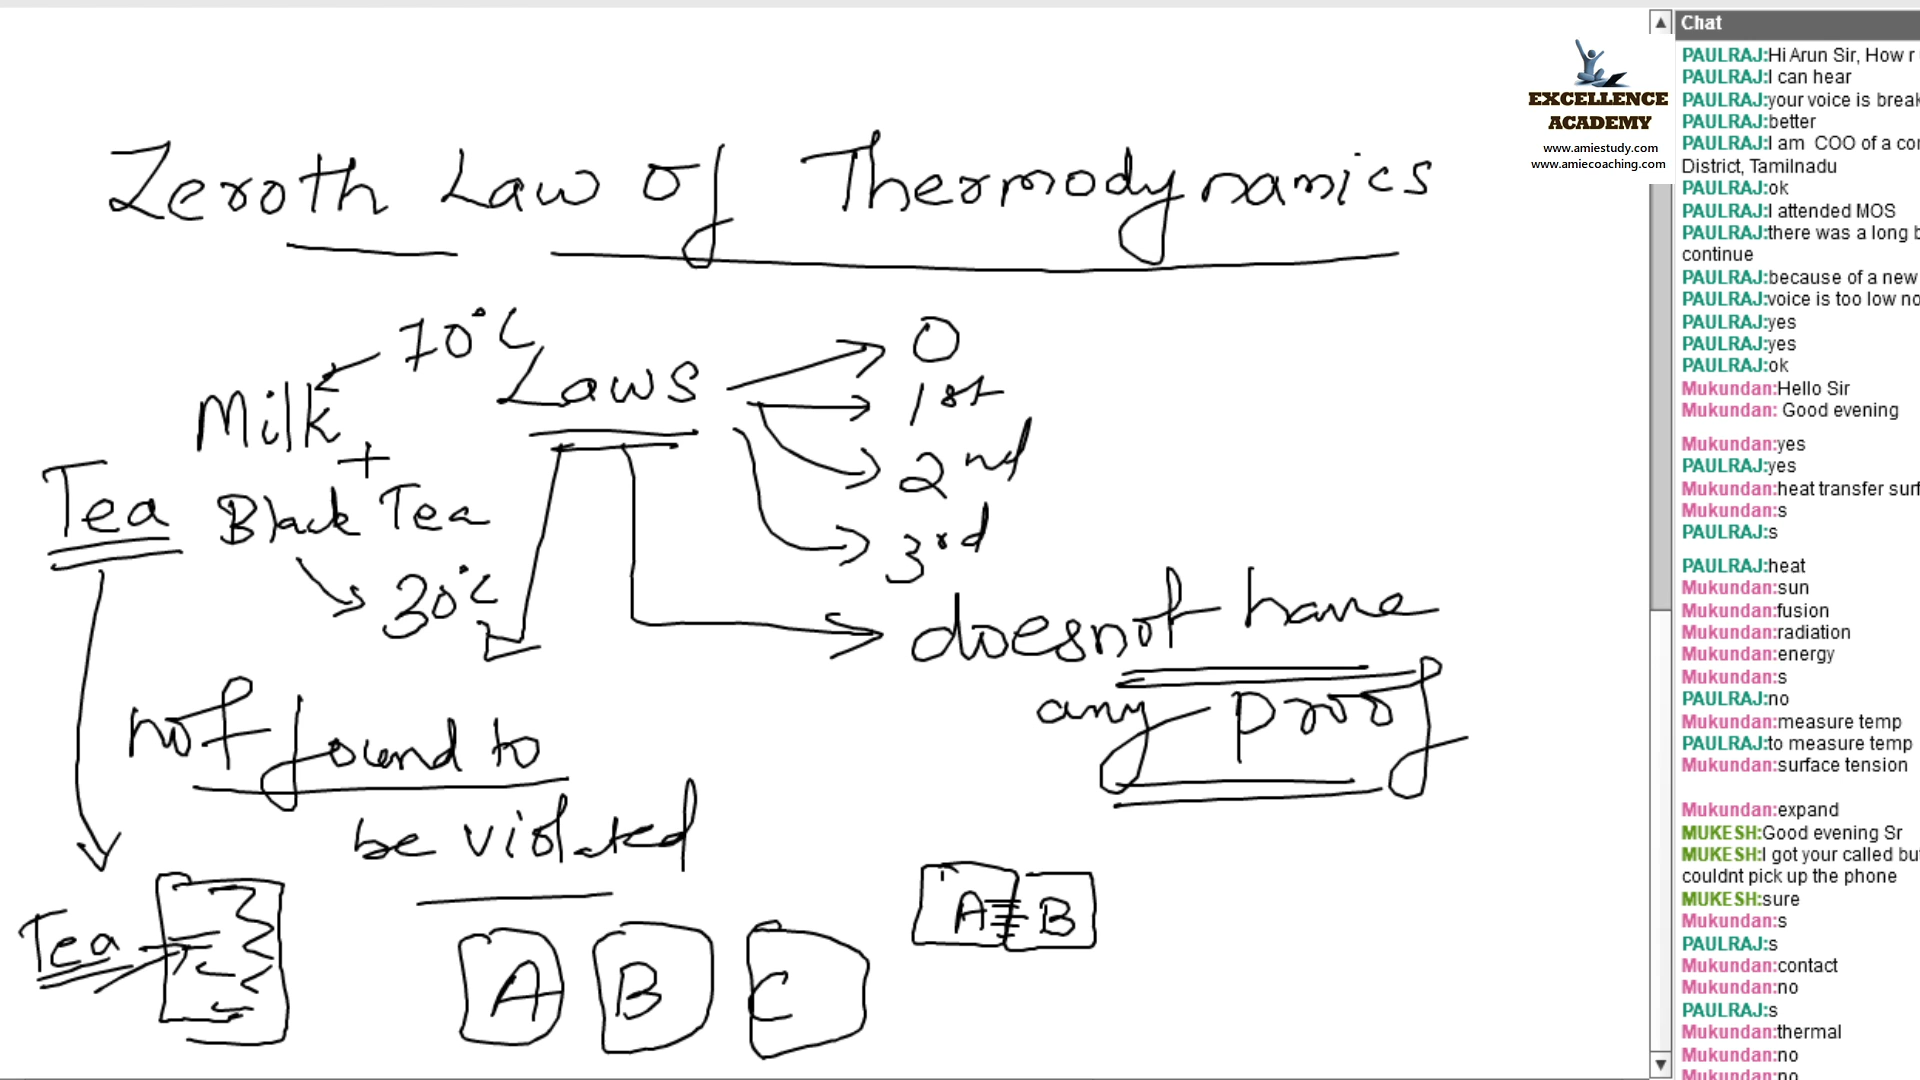 Zeroth Law of Thermodynamics
70°C
Laws
0
1st
2nd
3rd
Milk
+
Tea
Black Tea
30°C
doesnot have
any proof
not found to
be violated
Tea
A B C
A B
EXCELLENCE
ACADEMY
www.amiestudy.com
www.amiecoaching.com
Chat
PAULRAJ:Hi Arun Sir, How r
PAULRAJ:I can hear
PAULRAJ:your voice is break
PAULRAJ:better
PAULRAJ:I am COO of a co
District, Tamilnadu
PAULRAJ:ok
PAULRAJ:I attended MOS
PAULRAJ:there was a long b
continue
PAULRAJ:because of a new
PAULRAJ:voice is too low no
PAULRAJ:yes
PAULRAJ:yes
PAULRAJ:ok
Mukundan:Hello Sir
Mukundan: Good evening
Mukundan:yes
PAULRAJ:yes
Mukundan:heat transfer surf
Mukundan:s
PAULRAJ:s
PAULRAJ:heat
Mukundan:sun
Mukundan:fusion
Mukundan:radiation
Mukundan:energy
Mukundan:s
PAULRAJ:no
Mukundan:measure temp
PAULRAJ:to measure temp
Mukundan:surface tension
Mukundan:expand
MUKESH:Good evening Sr
MUKESH:I got your called bu
couldnt pick up the phone
MUKESH:sure
Mukundan:s
PAULRAJ:s
Mukundan:contact
Mukundan:no
PAULRAJ:s
Mukundan:thermal
Mukundan:no
Mukundan:no